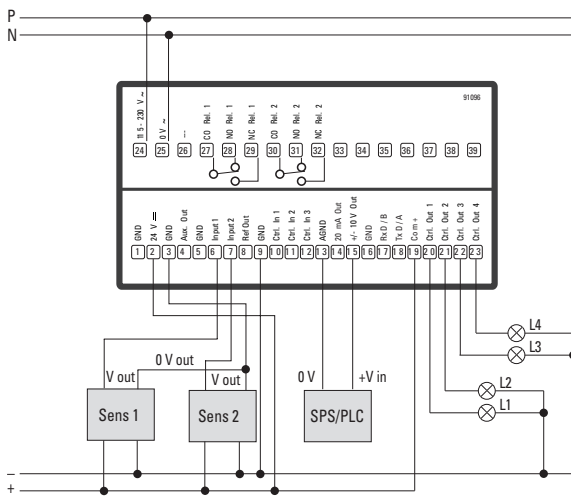 P
N
91096
115-230 V ~
0 V ~
---
CO Rel. 1
NO Rel. 1
NC Rel. 1
CO Rel. 2
NO Rel. 2
NC Rel. 2
24 25 26 27 28 29 30 31 32 33 34 35 36 37 38 39
GND
24 V
GND
Aux. Out
GND
Input1
Input2
Ref Out
GND
Ctrl. In 1
Ctrl. In 2
Ctrl. In 3
AGND
20 mA Out
+/- 10 V Out
GND
RxD / B
TxD / A
Com+
Ctrl. Out 1
Ctrl. Out 2
Ctrl. Out 3
Ctrl. Out 4
1 2 3 4 5 6 7 8 9 10 11 12 13 14 15 16 17 18 19 20 21 22 23
L4
L3
0 V out
V out
V out
0 V
+V in
L2
L1
Sens 1
Sens 2
SPS/PLC
–
+